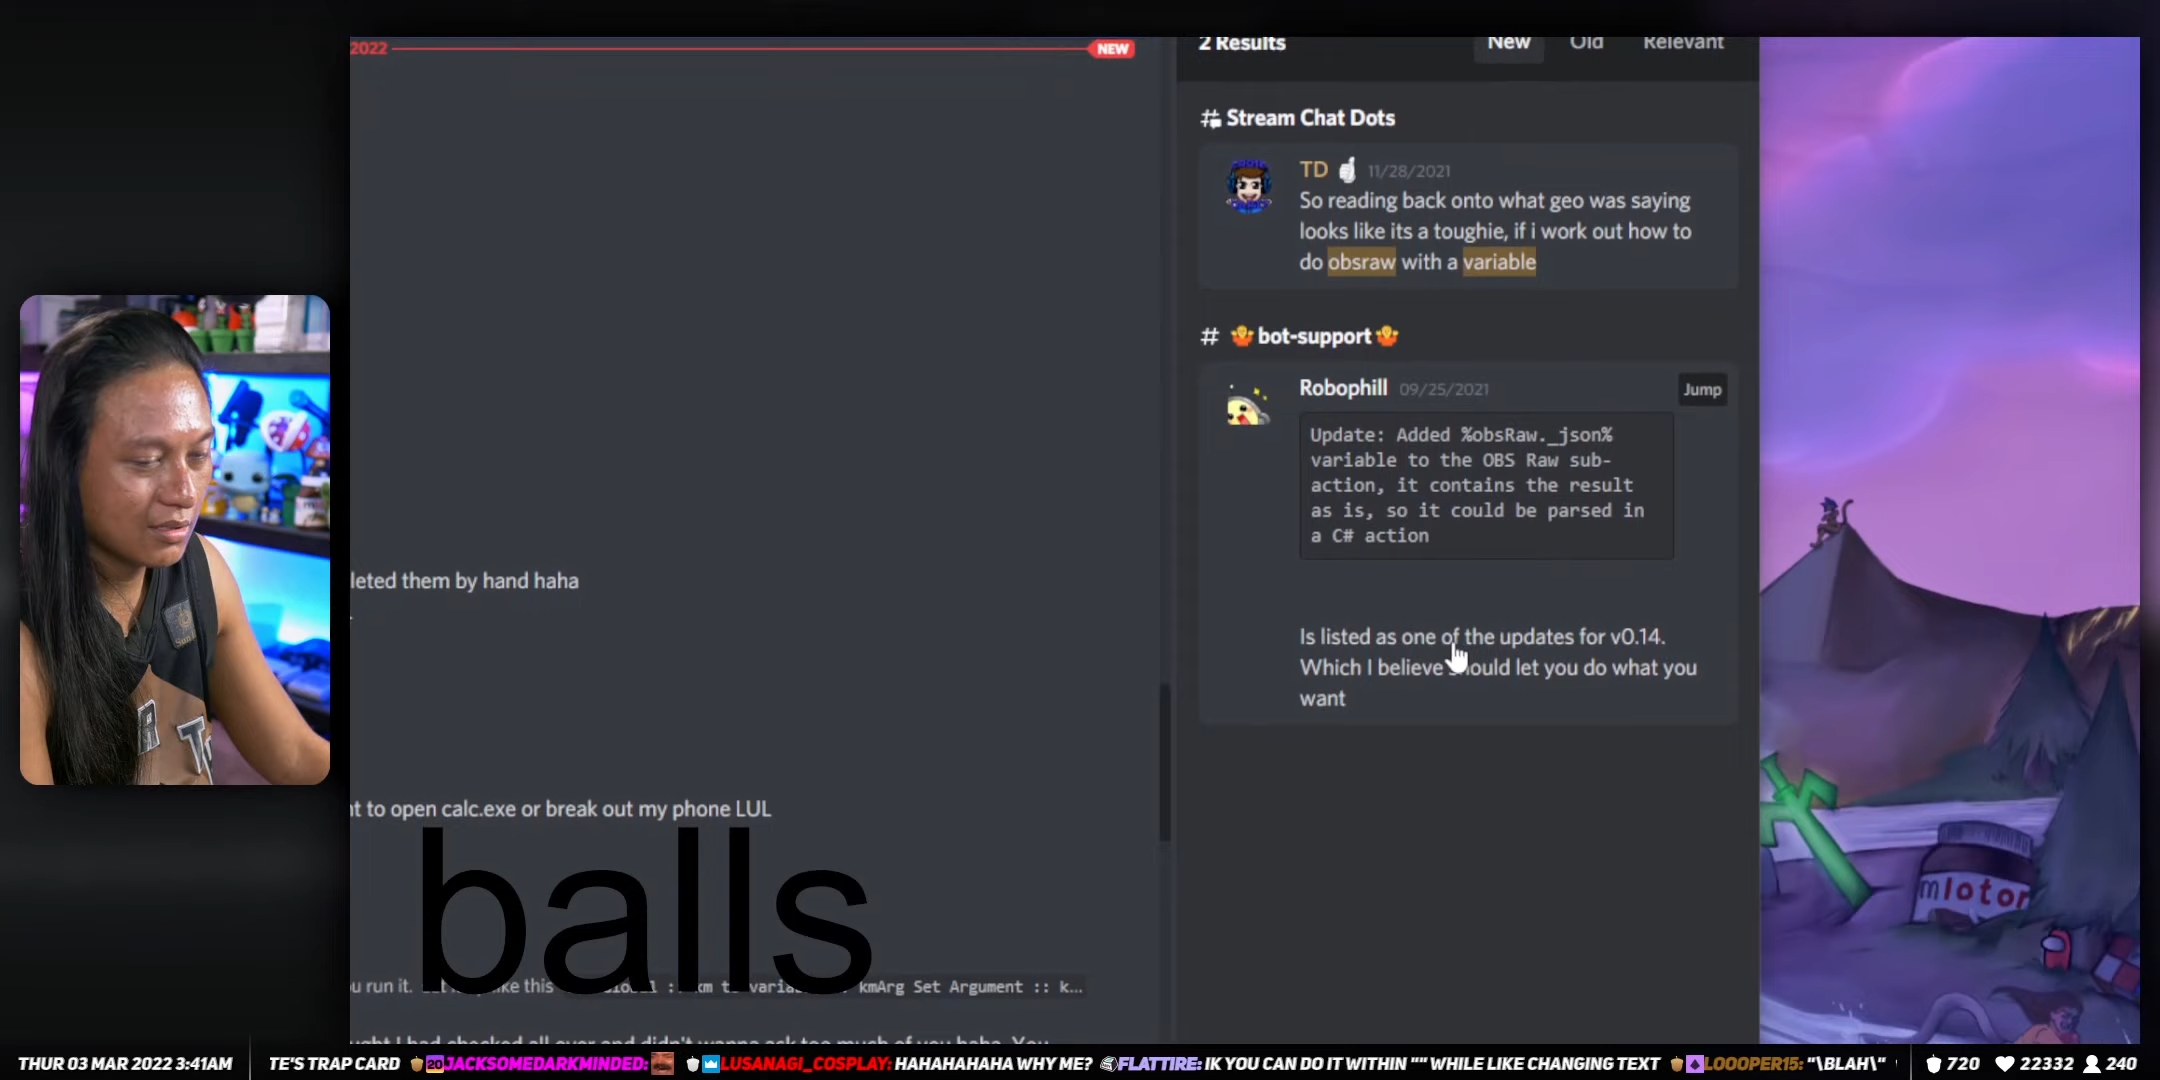 2022
NEW
2 Results
New
Old
Relevant
Stream Chat Dots
TD 11/28/2021
So reading back onto what geo was saying
looks like its a toughie, if i work out how to
do obsraw with a variable
# bot-support
Robophill 09/25/2021
Jump
Update: Added %obsRaw._json%
variable to the OBS Raw sub-
action, it contains the result
as is, so it could be parsed in
a C# action
Is listed as one of the updates for v0.14.
Which I believe should let you do what you
want
leted them by hand haha
to open calc.exe or break out my phone LUL
balls
u run it. like this kmArg Set Argument :: k...
mlotor
THUR 03 MAR 2022 3:41AM
TE'S TRAP CARD 20 JACKSOMEDARKMINDED: LUSANAGI_COSPLAY: HAHAHAHAHA WHY ME? FLATTIRE: IK YOU CAN DO IT WITHIN "" WHILE LIKE CHANGING TEXT LOOOPER15: "\BLAH\"
720 22332 240